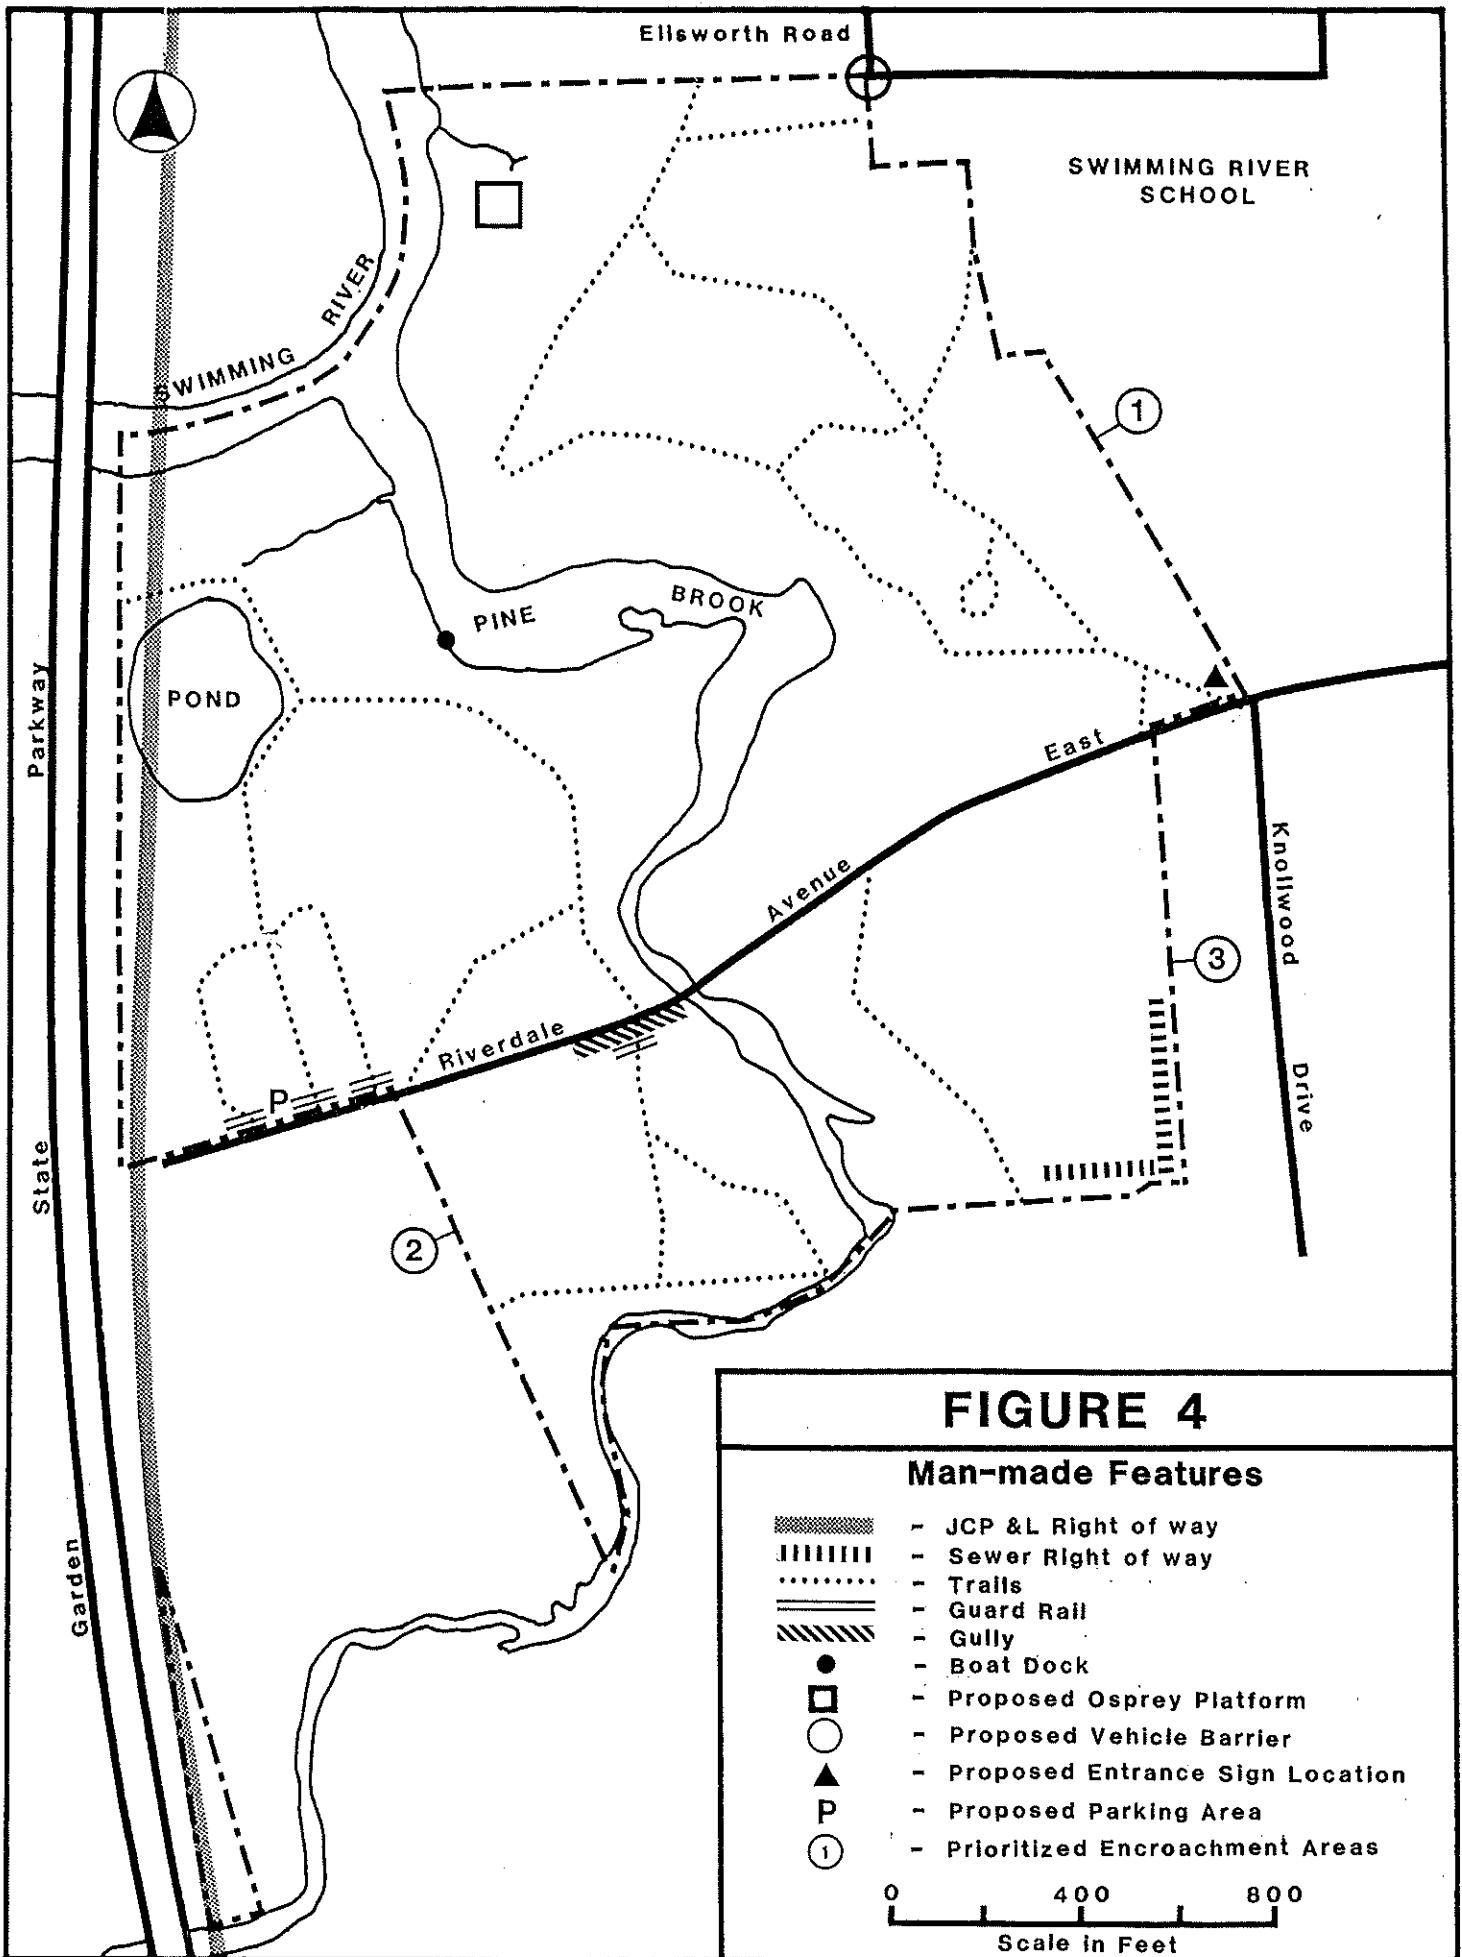 Ellsworth Road
SWIMMING RIVER
SCHOOL
SWIMMING RIVER
1
PINE BROOK
POND
Parkway
East
Knollwood
Avenue
3
Riverdale
P
Drive
State
2
Garden
FIGURE 4
Man-made Features
- JCP &L Right of way
- Sewer Right of way
- Trails
- Guard Rail
- Gully
- Boat Dock
- Proposed Osprey Platform
- Proposed Vehicle Barrier
- Proposed Entrance Sign Location
P - Proposed Parking Area
1 - Prioritized Encroachment Areas
0 400 800
Scale in Feet